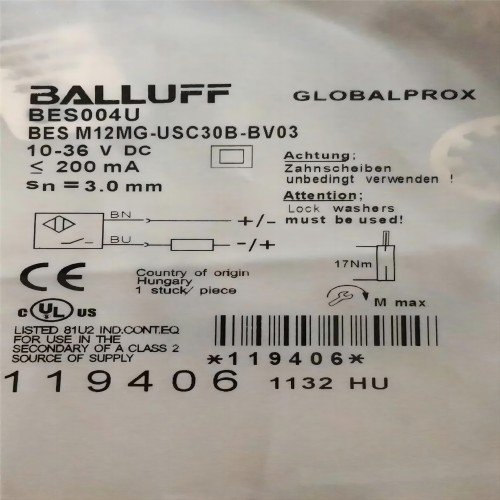 BALLUFF
GLOBALPROX
BES004U
BES M12MG-USC30B-BV03
10-36 V DC
≤ 200 mA
sn = 3.0 mm
Achtung;
Zahnscheiben
unbedingt verwenden !
Attention;
Lock washers
must be used!
BN
+/–
BU
–/+
17Nm
M max
CE
Country of origin
Hungary
1 stuck/ piece
c UL US
LISTED 81U2 IND.CONT.EQ
FOR USE IN THE
SECONDARY OF A CLASS 2
SOURCE OF SUPPLY
*119406*
119406
1132 HU